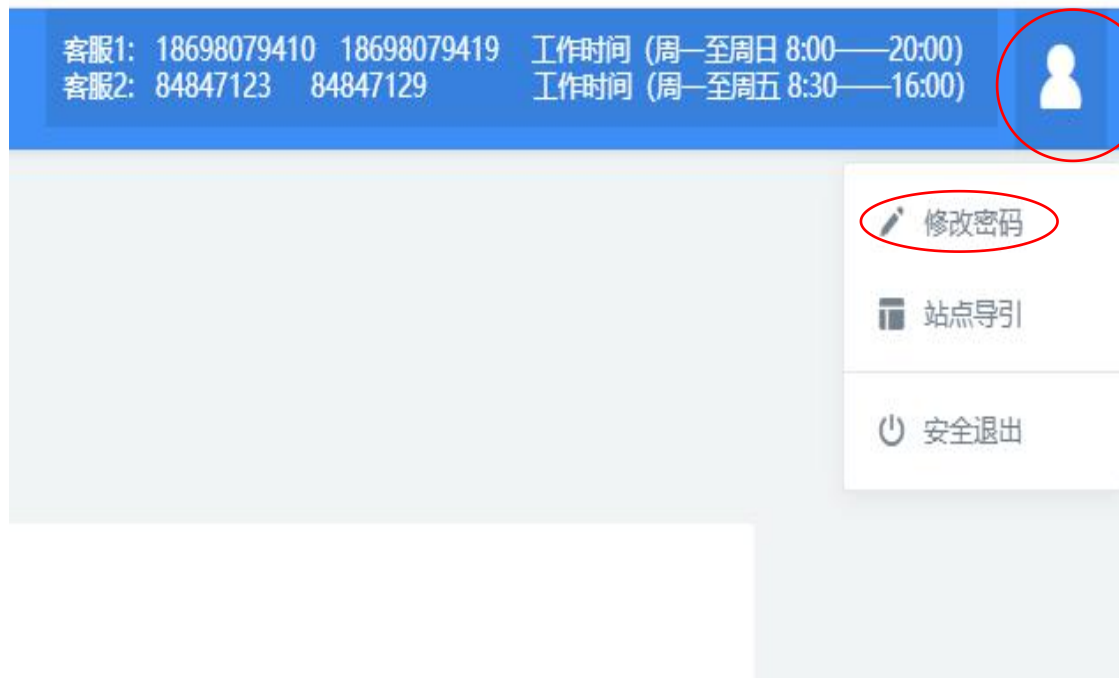 客服1: 18698079410 18698079419 工作时间 (周一至周日 8:00——20:00)
客服2: 84847123 84847129 工作时间 (周一至周五 8:30——16:00)
修改密码
站点导引
安全退出